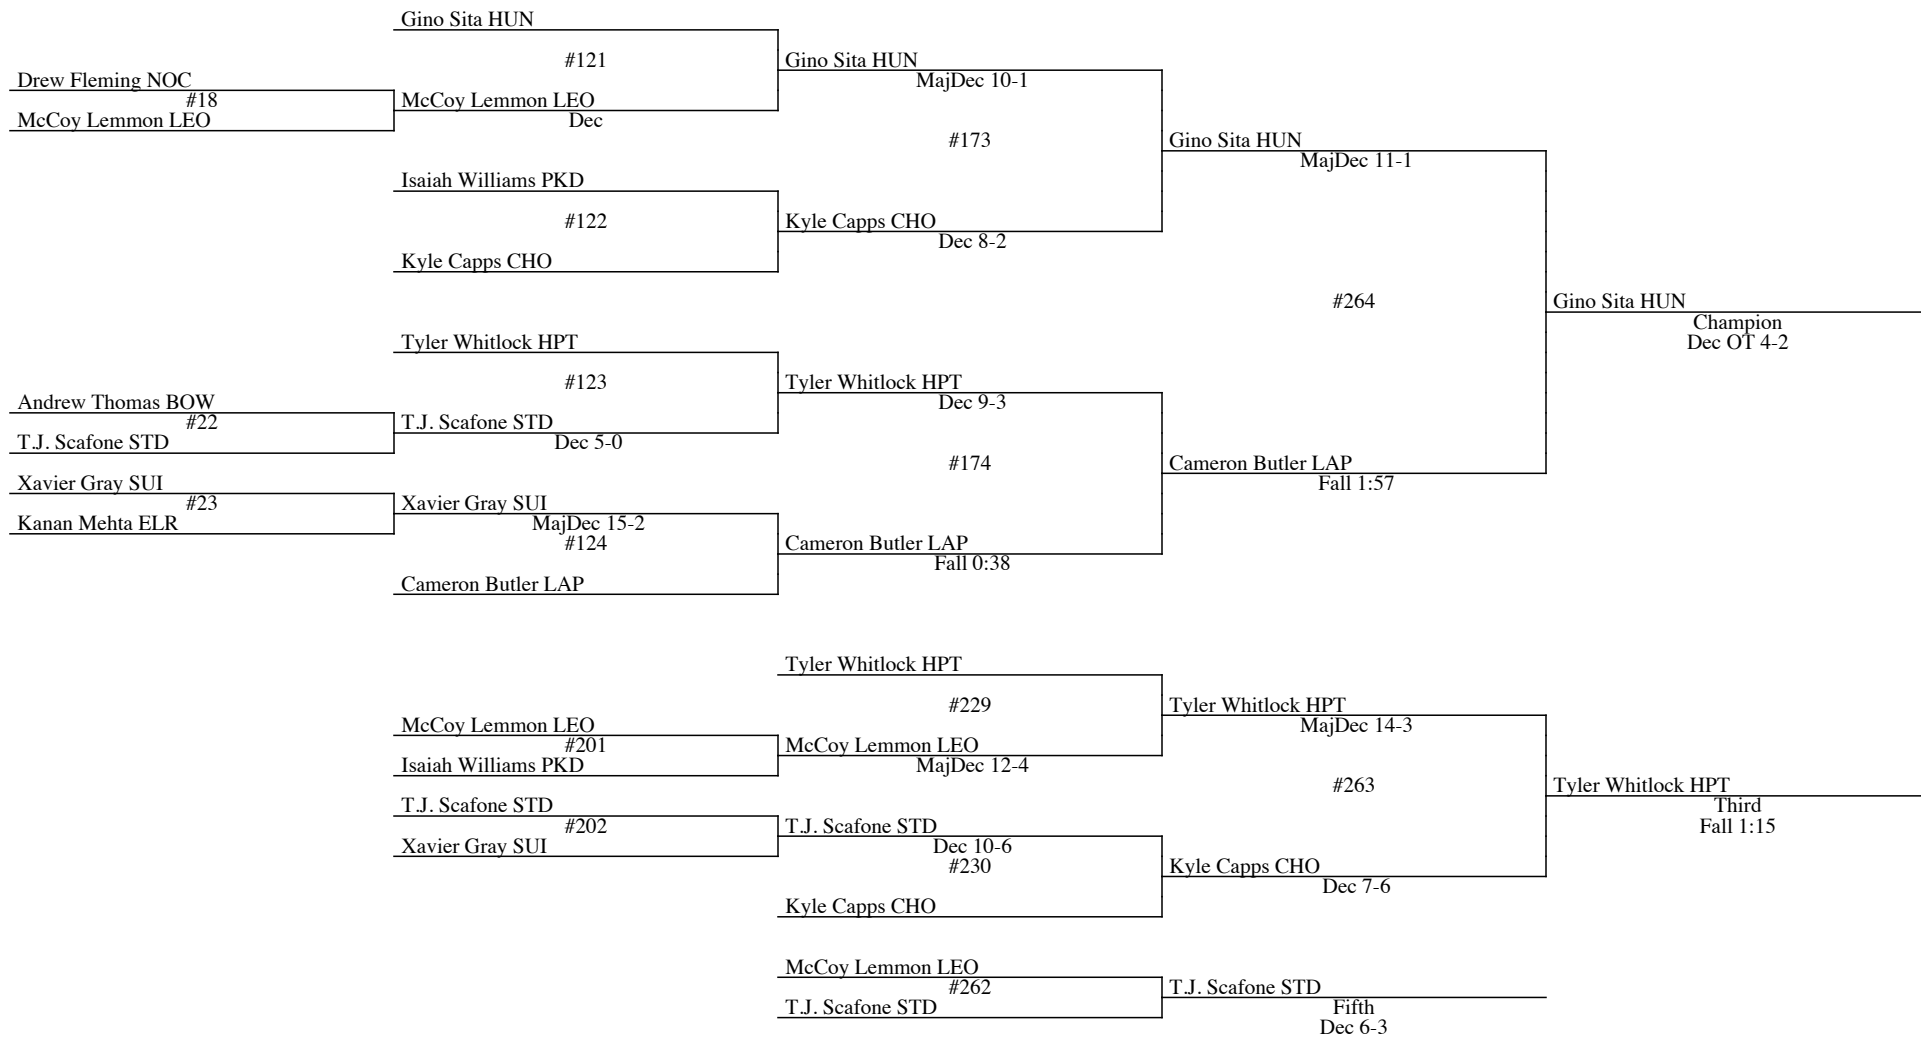 Gino Sita HUN
#121
Gino Sita HUN
Drew Fleming NOC
MajDec 10-1
#18
McCoy Lemmon LEO
McCoy Lemmon LEO
Dec
#173
Gino Sita HUN
MajDec 11-1
Isaiah Williams PKD
#122
Kyle Capps CHO
Dec 8-2
Kyle Capps CHO
#264
Gino Sita HUN
Champion
Dec OT 4-2
Tyler Whitlock HPT
#123
Tyler Whitlock HPT
Dec 9-3
Andrew Thomas BOW
#22
T.J. Scafone STD
T.J. Scafone STD
Dec 5-0
#174
Cameron Butler LAP
Fall 1:57
Xavier Gray SUI
#23
Xavier Gray SUI
Kanan Mehta ELR
MajDec 15-2
#124
Cameron Butler LAP
Fall 0:38
Cameron Butler LAP
Tyler Whitlock HPT
#229
Tyler Whitlock HPT
MajDec 14-3
McCoy Lemmon LEO
#201
McCoy Lemmon LEO
Isaiah Williams PKD
MajDec 12-4
#263
Tyler Whitlock HPT
Third
Fall 1:15
T.J. Scafone STD
#202
T.J. Scafone STD
Xavier Gray SUI
Dec 10-6
#230
Kyle Capps CHO
Dec 7-6
Kyle Capps CHO
McCoy Lemmon LEO
#262
T.J. Scafone STD
T.J. Scafone STD
Fifth
Dec 6-3